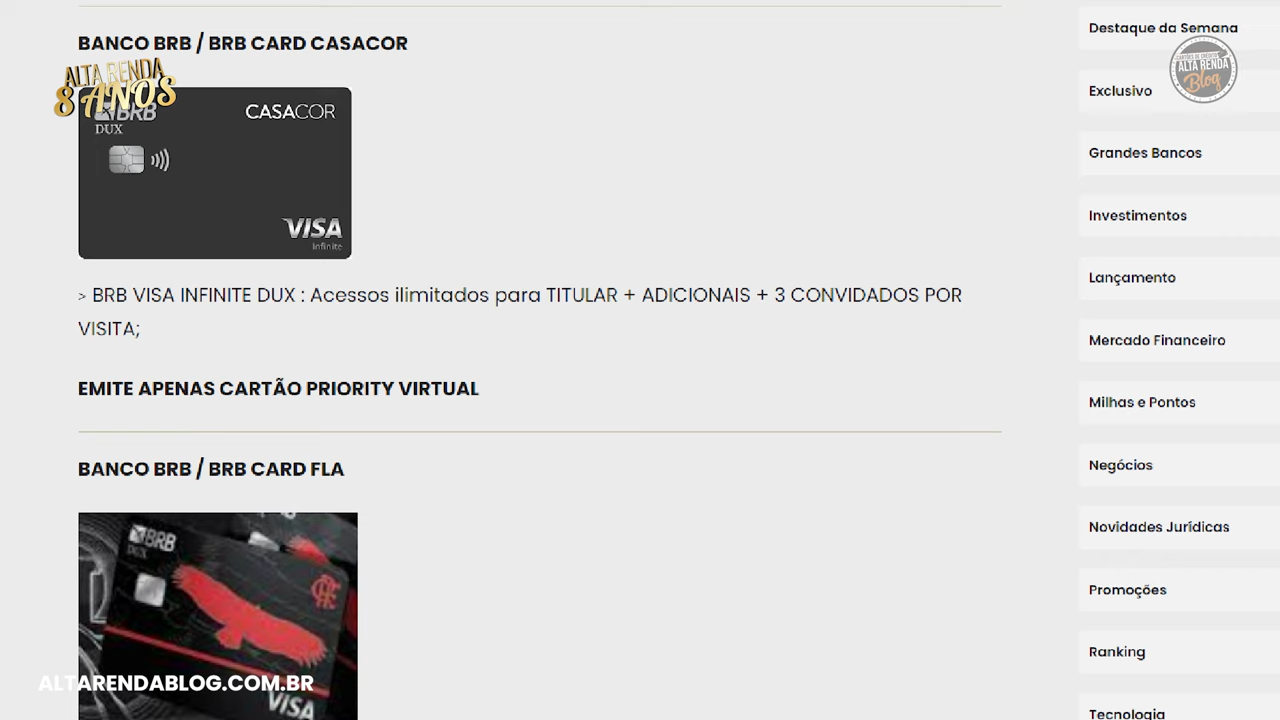 BANCO BRB / BRB CARD CASACOR
ALTA RENDA
8 ANOS
BRB
DUX
CASACOR
VISA
Infinite
> BRB VISA INFINITE DUX : Acessos ilimitados para TITULAR + ADICIONAIS + 3 CONVIDADOS POR
VISITA;
EMITE APENAS CARTÃO PRIORITY VIRTUAL
BANCO BRB / BRB CARD FLA
BRB
DUX
VISA
ALTARENDABLOG.COM.BR
Destaque da Semana
CARTÕES DE CRÉDITO
ALTA RENDA
Blog
Exclusivo
Grandes Bancos
Investimentos
Lançamento
Mercado Financeiro
Milhas e Pontos
Negócios
Novidades Jurídicas
Promoções
Ranking
Tecnologia